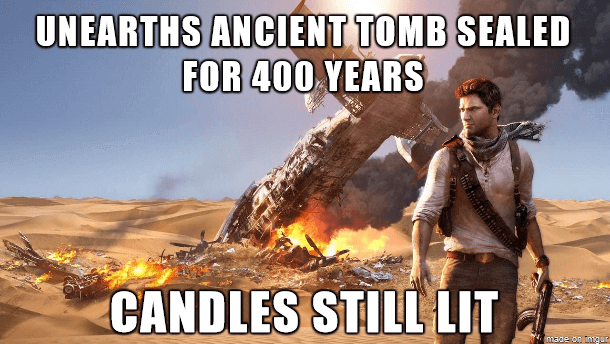 UNEARTHS ANCIENT TOMB SEALED
FOR 400 YEARS
CANDLES STILL LIT
made on imgur